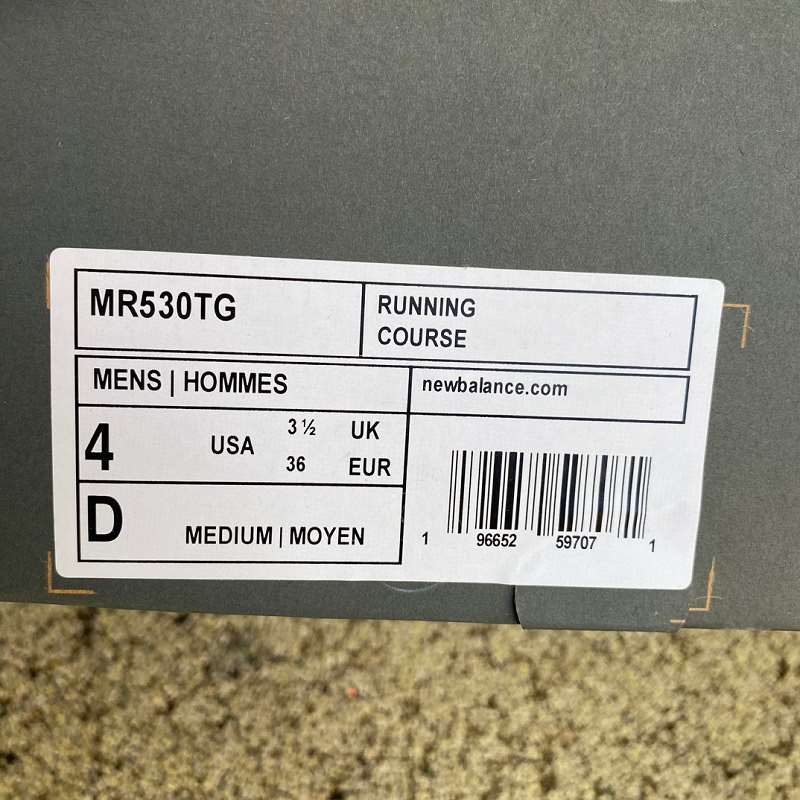 MR530TG
RUNNING
COURSE
MENS | HOMMES
newbalance.com
4 USA 3 ½ UK
36 EUR
D MEDIUM | MOYEN
1 96652 59707 1